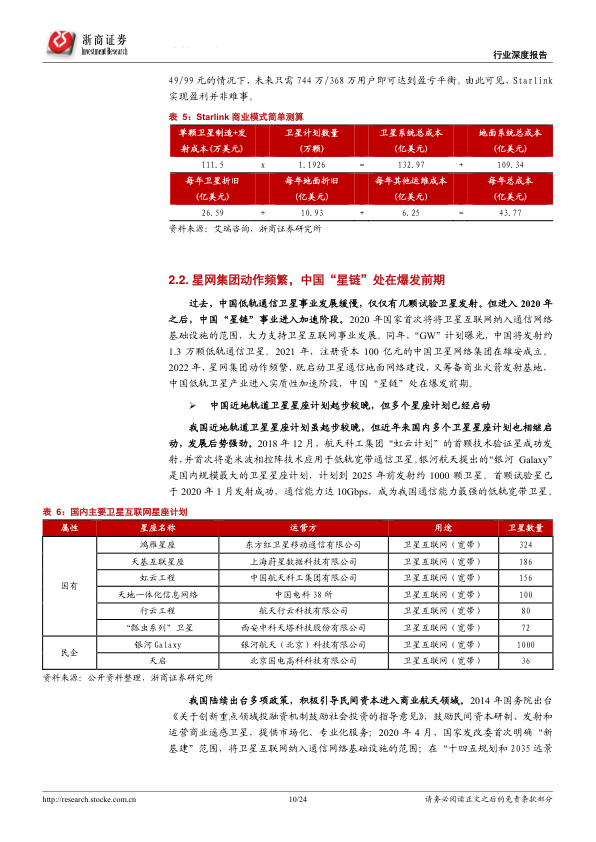 浙商证券
Investment Research
行业深度报告
49/99 元的情况下，未来只需 744 万/368 万用户即可达到盈亏平衡。由此可见，Starlink
实现盈利并非难事。
表 5：Starlink 商业模式简单测算
单颗卫星制造+发射成本(万美元) 卫星计划数量(万颗) 卫星系统总成本(亿美元) 地面系统总成本(亿美元)
111.5 x 1.1926 = 132.97 + 109.34
每年卫星折旧(亿美元) 每年地面折旧(亿美元) 每年其他运维成本(亿美元) 每年总成本(亿美元)
26.59 + 10.93 + 6.25 = 43.77
资料来源：艾瑞咨询，浙商证券研究所
2.2. 星网集团动作频繁，中国“星链”处在爆发前期
过去，中国低轨通信卫星事业发展缓慢，仅仅有几颗试验卫星发射。但进入 2020 年
之后，中国“星链”事业进入加速阶段。2020 年国家首次将将卫星互联网纳入通信网络
基础设施的范围，大力支持卫星互联网事业发展。同年，“GW”计划曝光，中国将发射约
1.3 万颗低轨通信卫星。2021 年，注册资本 100 亿元的中国卫星网络集团在雄安成立。
2022 年，星网集团动作频繁，既启动卫星通信地面网络建设，又筹备商业火箭发射基地，
中国低轨卫星产业进入实质性加速阶段，中国“星链”处在爆发前期。
➢ 中国近地轨道卫星星座计划起步较晚，但多个星座计划已经启动
我国近地轨道卫星星座计划虽起步较晚，但近年来国内多个卫星星座计划也相继启
动，发展后势强劲。2018 年 12 月，航天科工集团“虹云计划”的首颗技术验证星成功发
射，并首次将毫米波相控阵技术应用于低轨宽带通信卫星。银河航天提出的“银河 Galaxy”
是国内规模最大的卫星星座计划，计划到 2025 年前发射约 1000 颗卫星。首颗试验星已
于 2020 年 1 月发射成功，通信能力达 10Gbps，成为我国通信能力最强的低轨宽带卫星。
表 6：国内主要卫星互联网星座计划
属性 星座名称 运营方 用途 卫星数量
国有 鸿雁星座 东方红卫星移动通信有限公司 卫星互联网（宽带） 324
天基互联星座 上海蔚星数据科技有限公司 卫星互联网（宽带） 186
虹云工程 中国航天科工集团有限公司 卫星互联网（宽带） 156
天地一体化信息网络 中国电科 38 所 卫星互联网（宽带） 100
行云工程 航天行云科技有限公司 卫星互联网（宽带） 80
“瓢虫系列”卫星 西安中科天塔科技股份有限公司 卫星互联网（宽带） 72
民企 银河 Galaxy 银河航天（北京）科技有限公司 卫星互联网（宽带） 1000
天启 北京国电高科科技有限公司 卫星互联网（宽带） 36
资料来源：公开资料整理，浙商证券研究所
我国陆续出台多项政策，积极引导民间资本进入商业航天领域。2014 年国务院出台
《关于创新重点领域投融资机制鼓励社会投资的指导意见》，鼓励民间资本研制、发射和
运营商业遥感卫星，提供市场化、专业化服务；2020 年 4 月，国家发改委首次明确“新
基建”范围，将卫星互联网纳入通信网络基础设施的范围；在“十四五规划和 2035 远景
http://research.stocke.com.cn
10/24
请务必阅读正文之后的免责条款部分